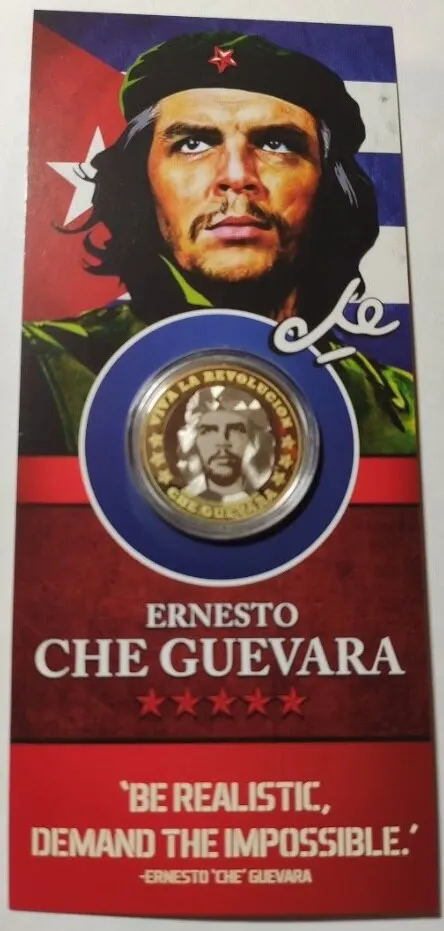 Che
VIVA LA REVOLUCION
CHE GUEVARA
ERNESTO
CHE GUEVARA
‘BE REALISTIC,
DEMAND THE IMPOSSIBLE.’
-ERNESTO ‘CHE’ GUEVARA